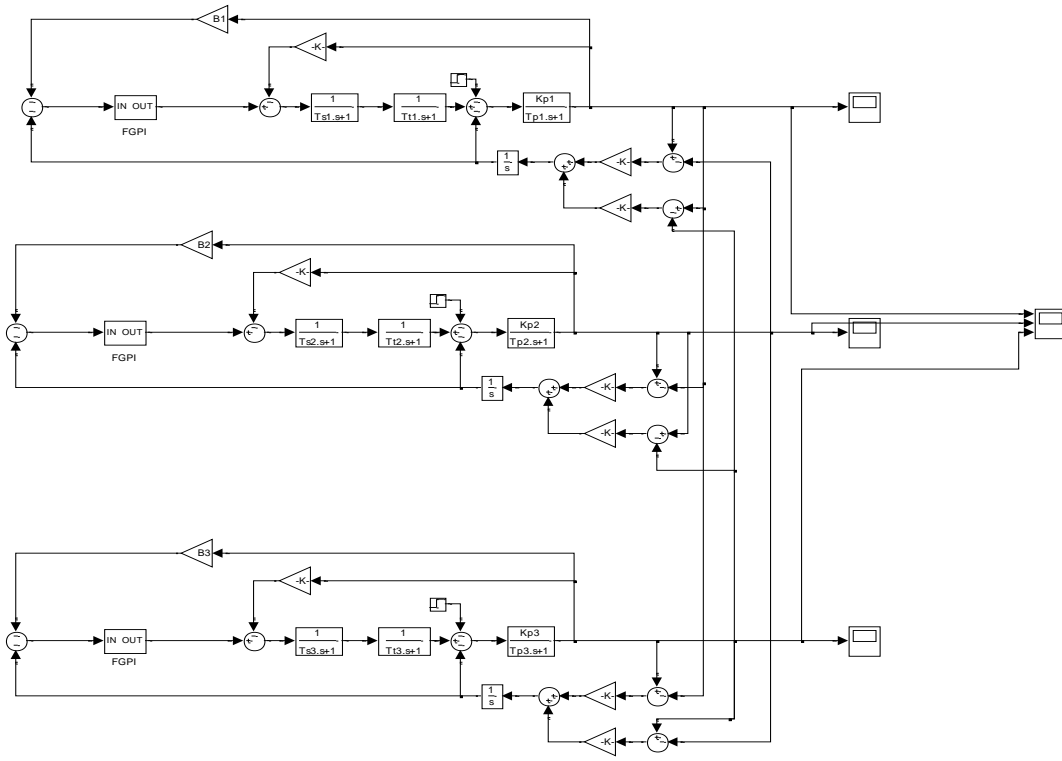 B1
-K-
IN OUT
FGPI
1
Ts1.s+1
1
Tt1.s+1
Kp1
Tp1.s+1
1
s
-K-
-K-
B2
-K-
IN OUT
FGPI
1
Ts2.s+1
1
Tt2.s+1
Kp2
Tp2.s+1
1
s
-K-
-K-
B3
-K-
IN OUT
FGPI
1
Ts3.s+1
1
Tt3.s+1
Kp3
Tp3.s+1
1
s
-K-
-K-